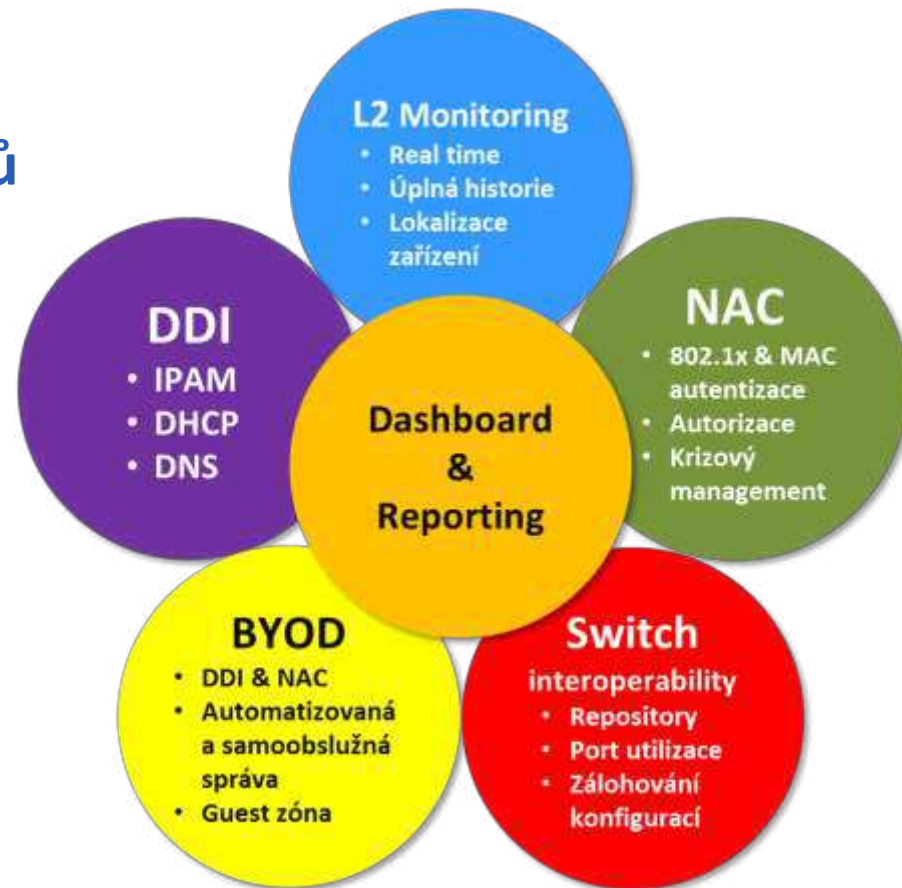 ů
L2 Monitoring
• Real time
• Úplná historie
• Lokalizace
zařízení
DDI
• IPAM
• DHCP
• DNS
NAC
• 802.1x & MAC
autentizace
• Autorizace
• Krizový
management
Dashboard
&
Reporting
BYOD
• DDI & NAC
• Automatizovaná
a samoobslužná
správa
• Guest zóna
Switch
interoperability
• Repository
• Port utilizace
• Zálohování
konfigurací